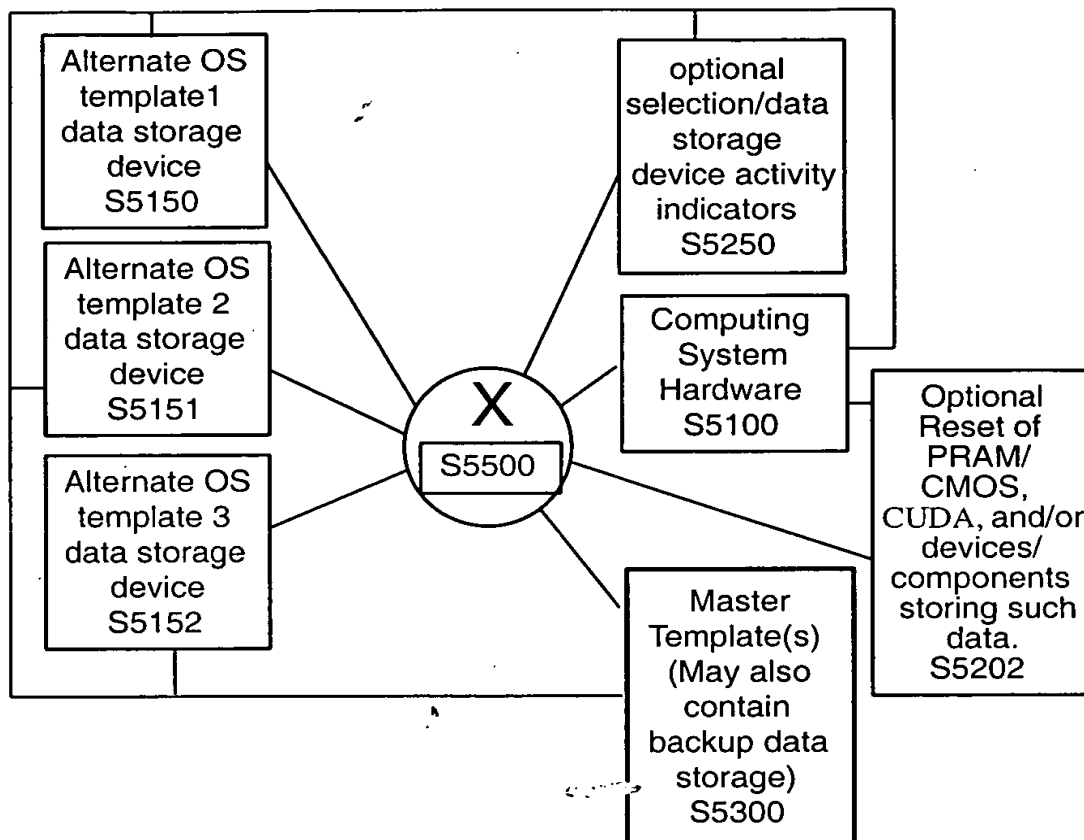 Alternate OS
template1
data storage
device
S5150
optional
selection/data
storage
device activity
indicators
S5250
Alternate OS
template 2
data storage
device
S5151
Computing
System
Hardware
S5100
X
S5500
Optional
Reset of
PRAM/
CMOS,
CUDA, and/or
devices/
components
storing such
data.
S5202
Alternate OS
template 3
data storage
device
S5152
Master
Template(s)
(May also
contain
backup data
storage)
S5300